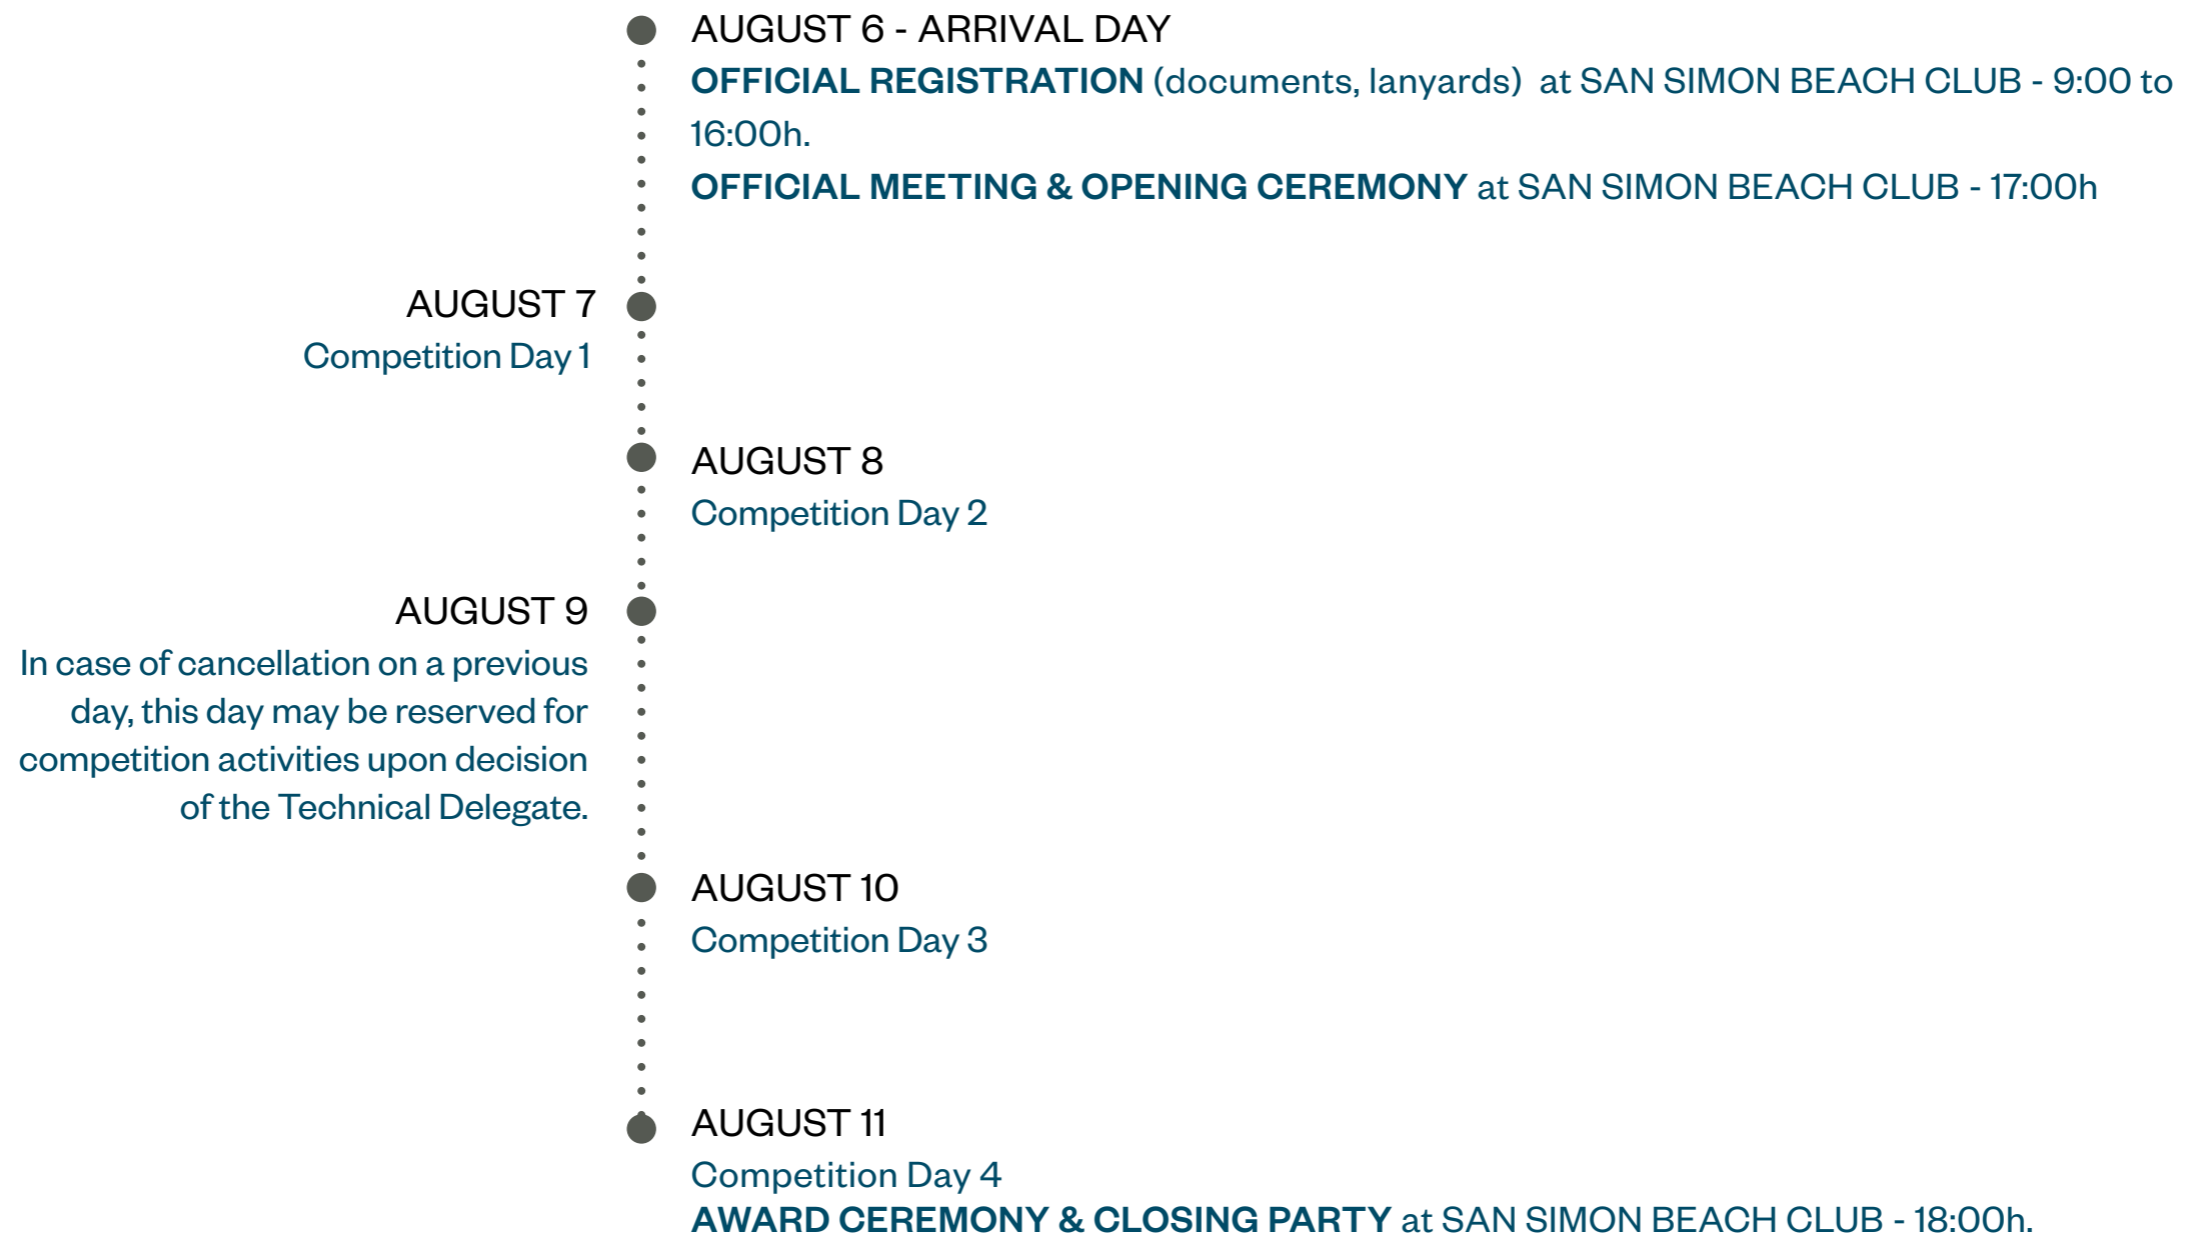 AUGUST 6 - ARRIVAL DAY
OFFICIAL REGISTRATION (documents, lanyards)  at SAN SIMON BEACH CLUB - 9:00 to
16:00h.
OFFICIAL MEETING & OPENING CEREMONY at SAN SIMON BEACH CLUB - 17:00h
AUGUST 7
Competition Day 1
AUGUST 8
Competition Day 2
AUGUST 9
In case of cancellation on a previous
day, this day may be reserved for
competition activities upon decision
of the Technical Delegate.
AUGUST 10
Competition Day 3
AUGUST 11
Competition Day 4
AWARD CEREMONY & CLOSING PARTY at SAN SIMON BEACH CLUB - 18:00h.